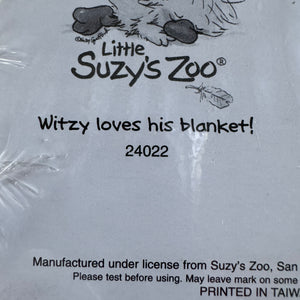 Little
Suzy's Zoo®
Witzy loves his blanket!
24022
Manufactured under license from Suzy's Zoo, San
Please test before using. May leave mark on some
PRINTED IN TAIW